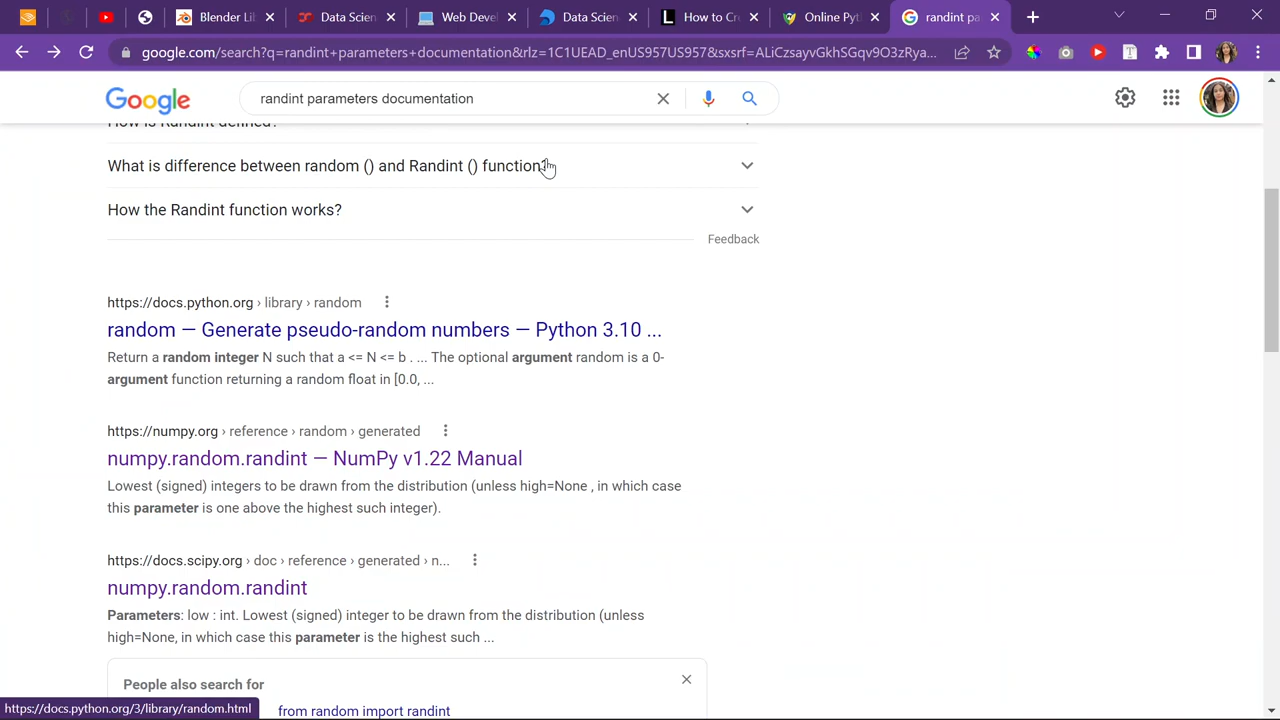 Blender Li
Data Scien
Web Devel
Data Scien
How to Cre
Online Pyt
randint pa
google.com/search?q=randint+parameters+documentation&rlz=1C1UEAD_enUS957US957&sxsrf=ALiCzsayvGkhSGqv9O3zRya...
Google
randint parameters documentation
How is Randint defined?
What is difference between random () and Randint () function?
How the Randint function works?
Feedback
https://docs.python.org › library › random
random — Generate pseudo-random numbers — Python 3.10 ...
Return a random integer N such that a <= N <= b . ... The optional argument random is a 0-
argument function returning a random float in [0.0, ...
https://numpy.org › reference › random › generated
numpy.random.randint — NumPy v1.22 Manual
Lowest (signed) integers to be drawn from the distribution (unless high=None , in which case
this parameter is one above the highest such integer).
https://docs.scipy.org › doc › reference › generated › n...
numpy.random.randint
Parameters: low : int. Lowest (signed) integer to be drawn from the distribution (unless
high=None, in which case this parameter is the highest such ...
People also search for
https://docs.python.org/3/library/random.html
from random import randint